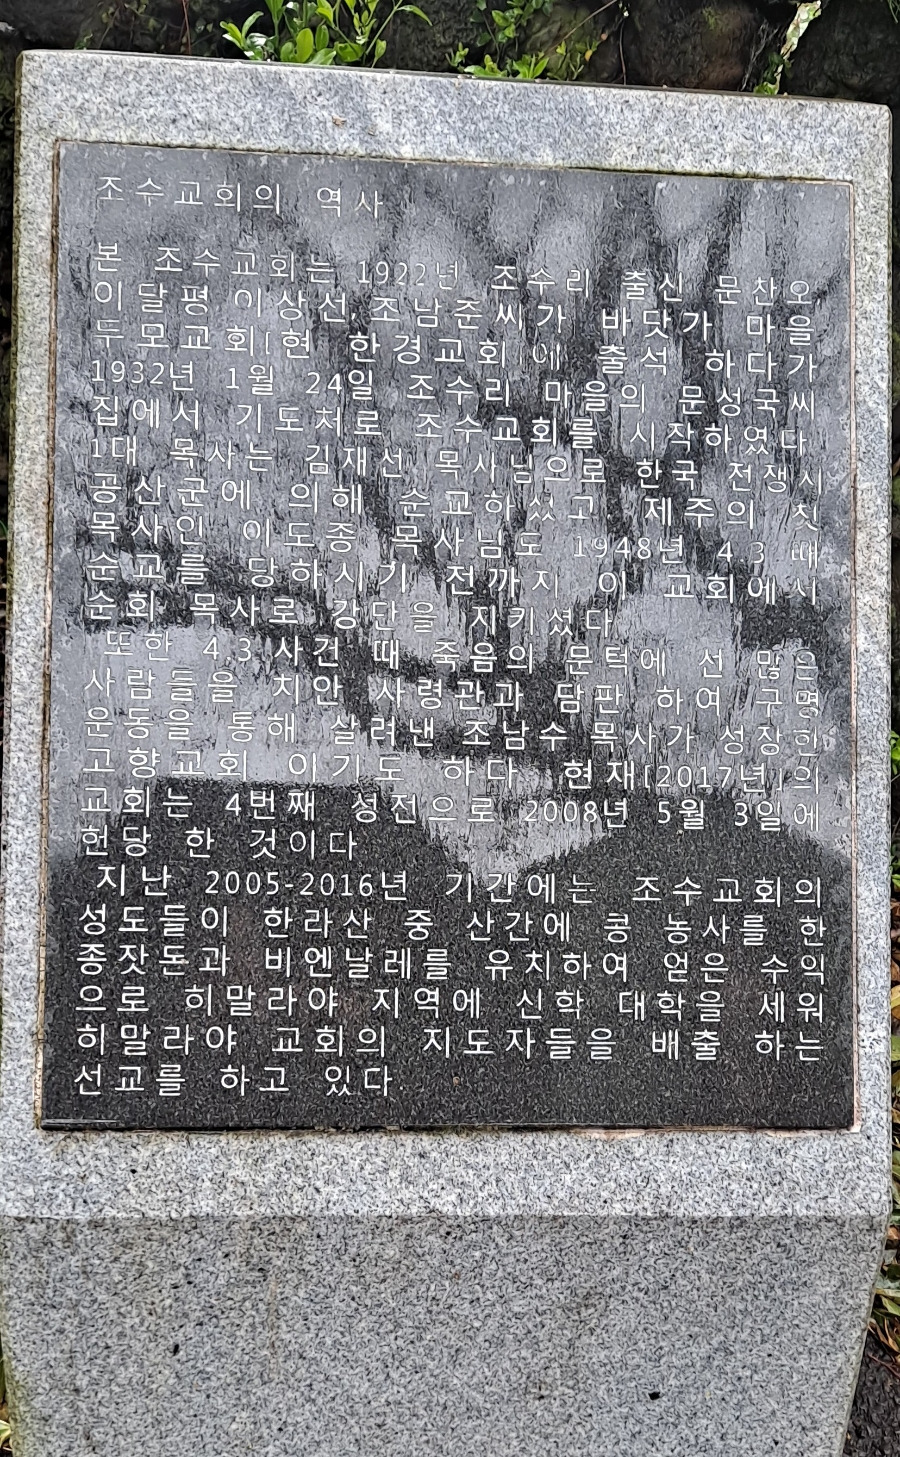 조수교회의 역사
본 조수교회는 1922년 조수리 출신 문찬오
이달평 이상선, 조남준씨가 바닷가 마을
두모교회[현 한경교회]에 출석 하다가
1932년 1월 24일 조수리 마을의 문성국씨
집에서 기도처로 조수교회를 시작하였다
1대 목사는 김재선 목사님으로 한국 전쟁시
공산군에 의해 순교하셨고 제주의 첫
목사인 이도종 목사님도 1948년 4 3 때
순교를 당하시기 전까지 이 교회에서
순회 목사로 강단을 지키셨다
또한 4,3 사건 때 죽음의 문턱에 선 많은
사람들을 치안 사령관과 담판 하여 구명
운동을 통해 살려낸 조남수 목사가 성장한
고향교회 이기도 하다 현재[2017년]의
교회는 4번째 성전으로 2008년 5월 3일에
헌당 한 것이다
지난 2005-2016년 기간에는 조수교회의
성도들이 한라산 중 산간에 콩 농사를 한
종잣돈과 비엔날레를 유치하여 얻은 수익
으로 히말라야 지역에 신학 대학을 세워
히말라야 교회의 지도자들을 배출 하는
선교를 하고 있다.